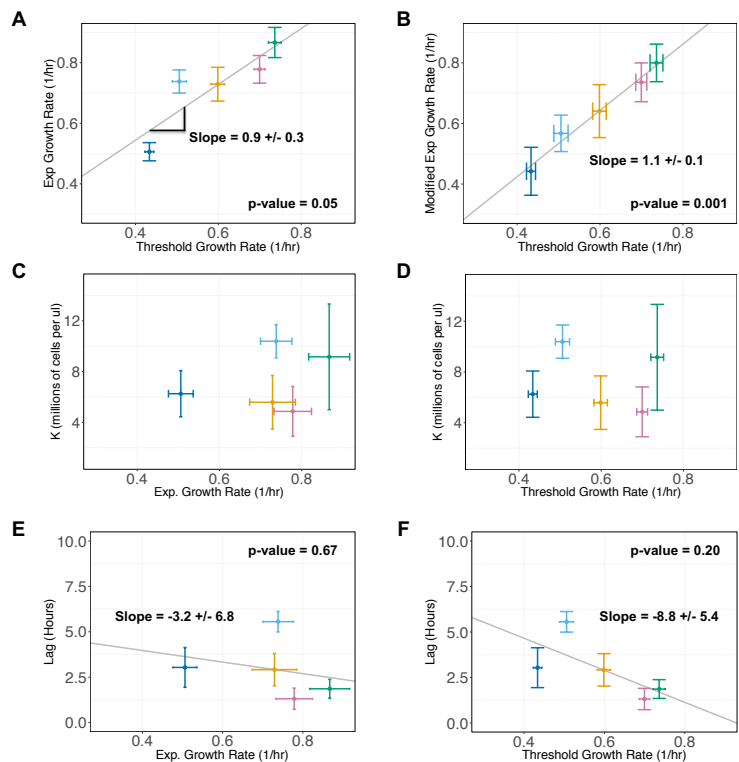 A
Exp Growth Rate (1/hr)
0.8
0.6
0.4
Slope = 0.9 +/- 0.3
p-value = 0.05
0.4 0.6 0.8
Threshold Growth Rate (1/hr)
B
Modified Exp Growth Rate (1/hr)
0.8
0.6
0.4
Slope = 1.1 +/- 0.1
p-value = 0.001
0.4 0.6 0.8
Threshold Growth Rate (1/hr)
C
K (millions of cells per ul)
12
8
4
0.4 0.6 0.8
Exp. Growth Rate (1/hr)
D
K (millions of cells per ul)
12
8
4
0.4 0.6 0.8
Threshold Growth Rate (1/hr)
E
Lag (Hours)
10.0
7.5
5.0
2.5
0.0
p-value = 0.67
Slope = -3.2 +/- 6.8
0.4 0.6 0.8
Exp. Growth Rate (1/hr)
F
Lag (Hours)
10.0
7.5
5.0
2.5
0.0
p-value = 0.20
Slope = -8.8 +/- 5.4
0.4 0.6 0.8
Threshold Growth Rate (1/hr)